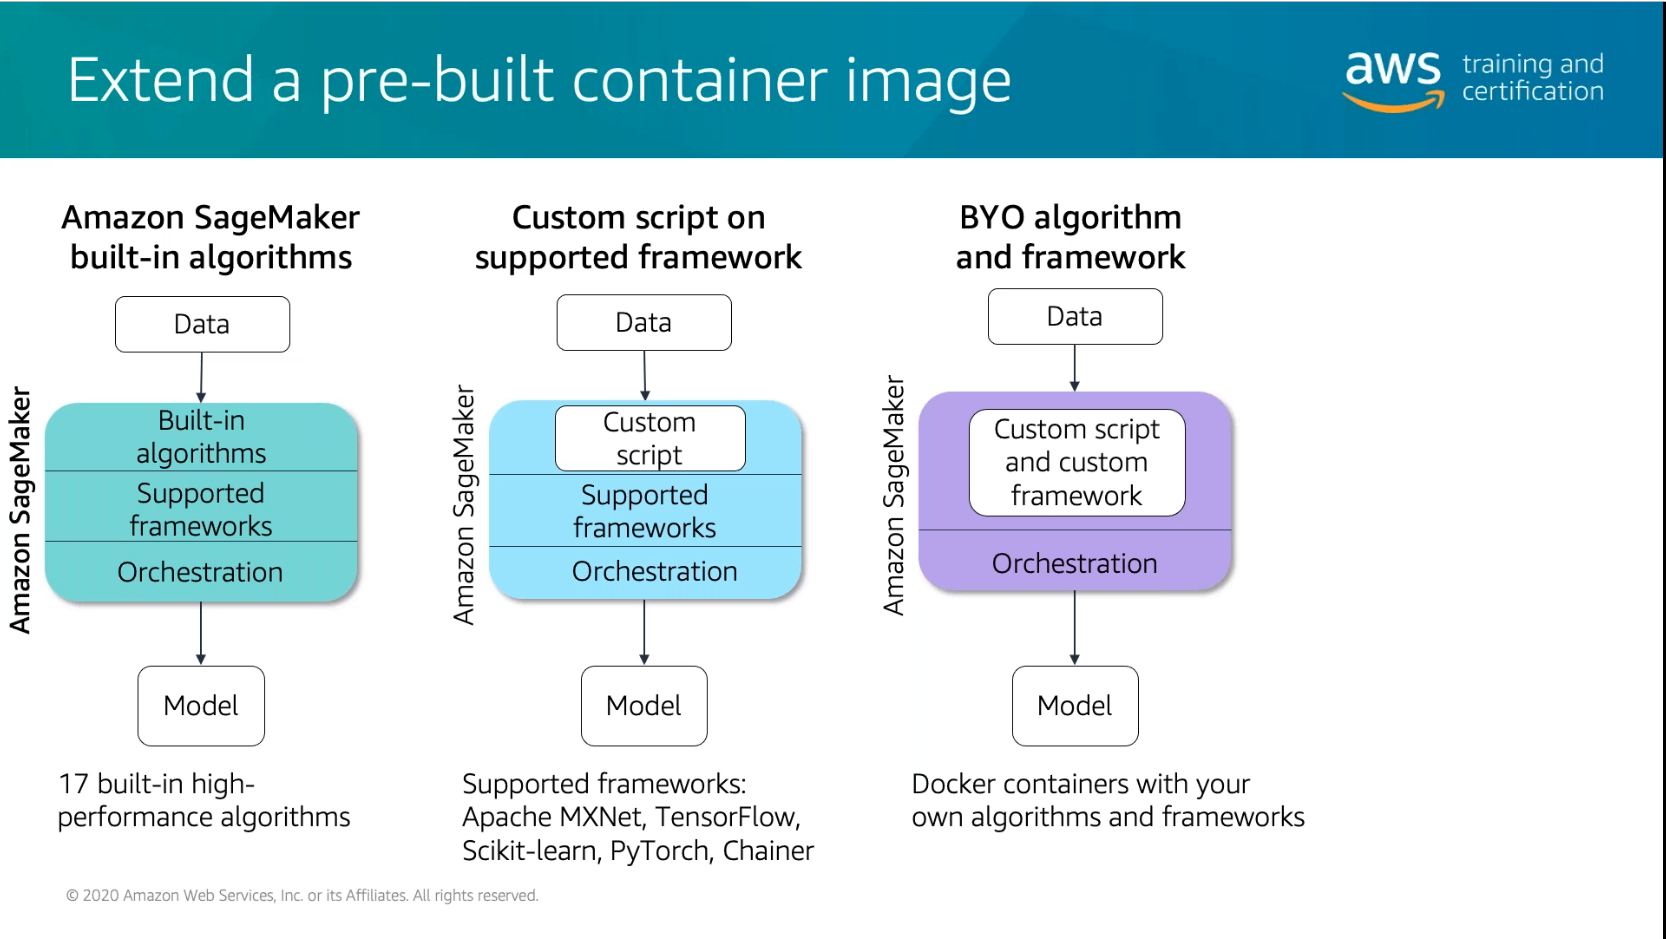 Extend a pre-built container image
aws training and
certification
Amazon SageMaker
built-in algorithms
Data
Amazon SageMaker
Built-in
algorithms
Supported
frameworks
Orchestration
Model
17 built-in high-
performance algorithms
Custom script on
supported framework
Data
Amazon SageMaker
Custom
script
Supported
frameworks
Orchestration
Model
Supported frameworks:
Apache MXNet, TensorFlow,
Scikit-learn, PyTorch, Chainer
BYO algorithm
and framework
Data
Amazon SageMaker
Custom script
and custom
framework
Orchestration
Model
Docker containers with your
own algorithms and frameworks
© 2020 Amazon Web Services, Inc. or its Affiliates. All rights reserved.